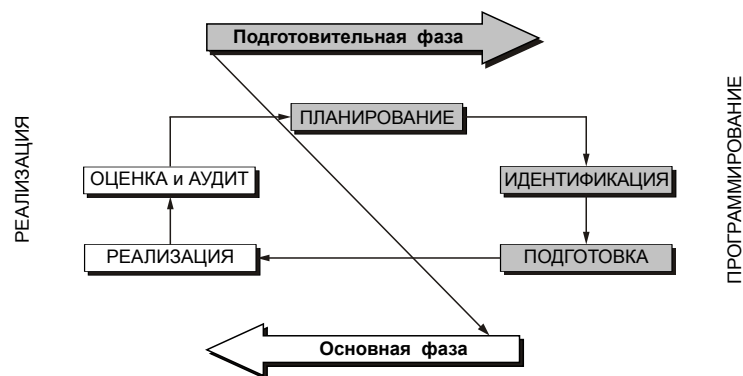 Подготовительная фаза
ПЛАНИРОВАНИЕ
ОЦЕНКА и АУДИТ
ИДЕНТИФИКАЦИЯ
РЕАЛИЗАЦИЯ
ПОДГОТОВКА
Основная фаза
РЕАЛИЗАЦИЯ
ПРОГРАММИРОВАНИЕ